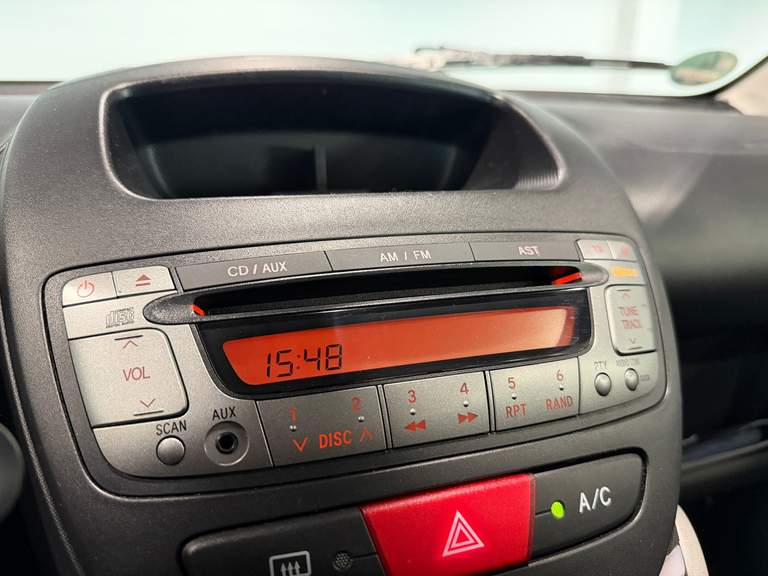 CD / AUX
AM / FM
AST
disc
VOL
TUNE
TRACK
15:48
SCAN
AUX
1
2
3
4
5
6
DISC
RPT
RAND
PTY
A/C